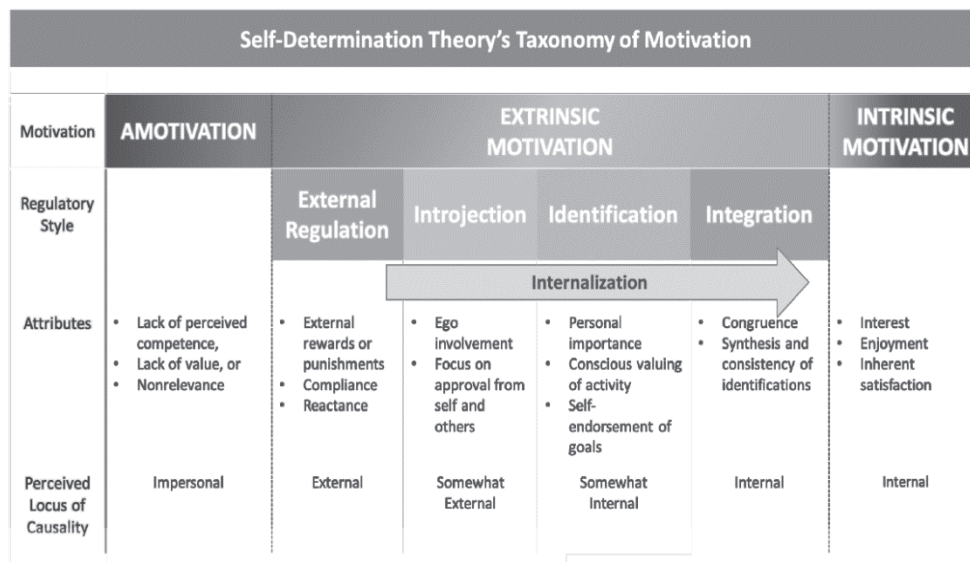 Self-Determination Theory's Taxonomy of Motivation
Motivation
AMOTIVATION
EXTRINSIC
MOTIVATION
INTRINSIC
MOTIVATION
Regulatory
Style
External
Regulation
Introjection
Identification
Integration
Internalization
Attributes
• Lack of perceived
competence,
• Lack of value, or
• Nonrelevance
• External
rewards or
punishments
• Compliance
• Reactance
• Ego
involvement
• Focus on
approval from
self and
others
• Personal
importance
• Conscious valuing
of activity
• Self-
endorsement of
goals
• Congruence
• Synthesis and
consistency of
identifications
• Interest
• Enjoyment
• Inherent
satisfaction
Perceived
Locus of
Causality
Impersonal
External
Somewhat
External
Somewhat
Internal
Internal
Internal